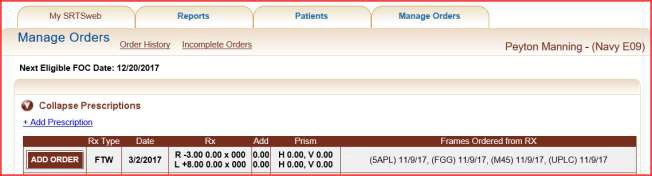 My SRTSweb Reports Patients Manage Orders
Manage Orders Order History Incomplete Orders Peyton Manning - (Navy E09)
Next Eligible FOC Date: 12/20/2017
Collapse Prescriptions
+ Add Prescription
Rx Type Date Rx Add Prism Frames Ordered from RX
ADD ORDER FTW 3/2/2017 R -3.00 0.00 x 000 0.00 H 0.00, V 0.00 (5APL) 11/9/17, (FGG) 11/9/17, (M45) 11/9/17, (UPLC) 11/9/17
L +8.00 0.00 x 000 0.00 H 0.00, V 0.00